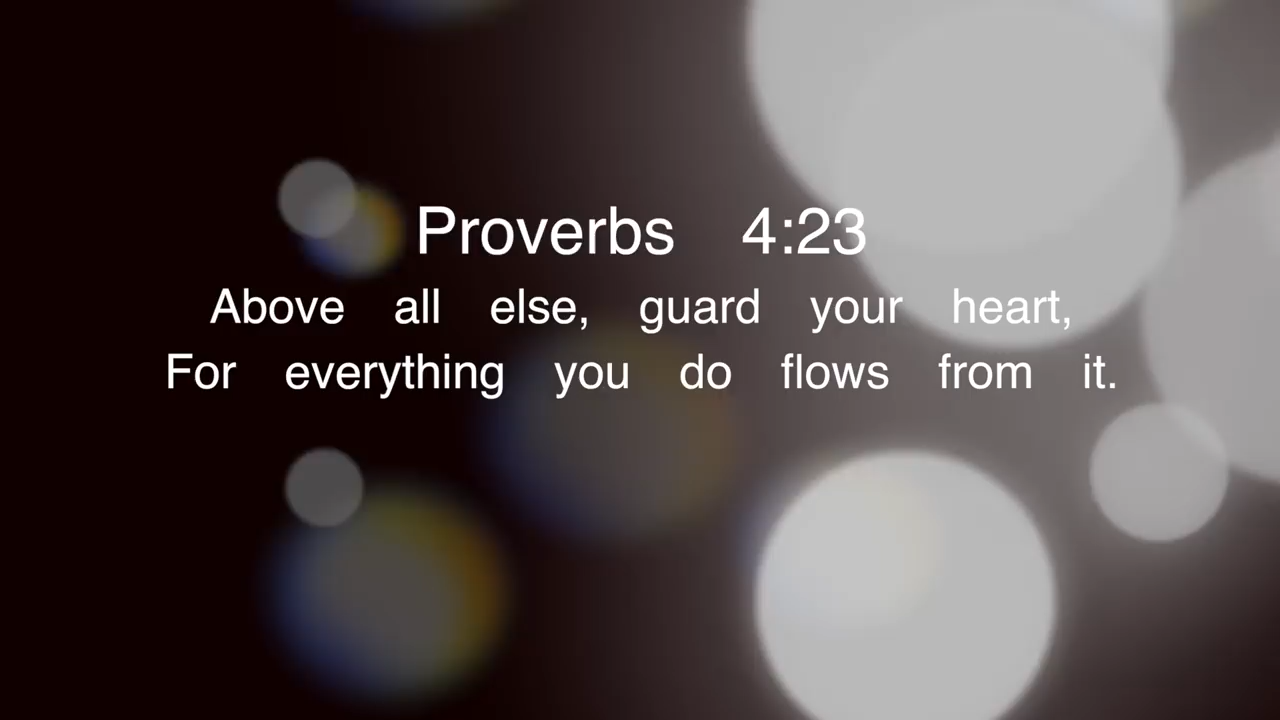 Proverbs 4:23
Above all else, guard your heart,
For everything you do flows from it.